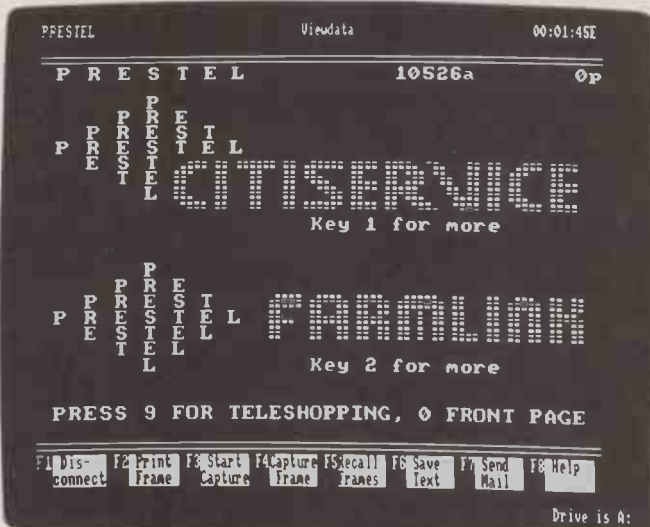 PRESTEL Viewdata 00:01:45E
P R E S T E L 10526a 0p
P
P R E
P R E S T
P R E S T E L
E S T
T E
L
CITISERVICE
Key 1 for more
P
P R E
P R E S T
P R E S T E L
R E S T E L
E S T E L
T E L
L
FARMLINK
Key 2 for more
PRESS 9 FOR TELESHOPPING, 0 FRONT PAGE
F1 Dis- F2 Print F3 Start F4 Capture F5 Recall F6 Save F7 Send F8 Help
connect Frame Capture Frame Frames Text Mail
Drive is A: